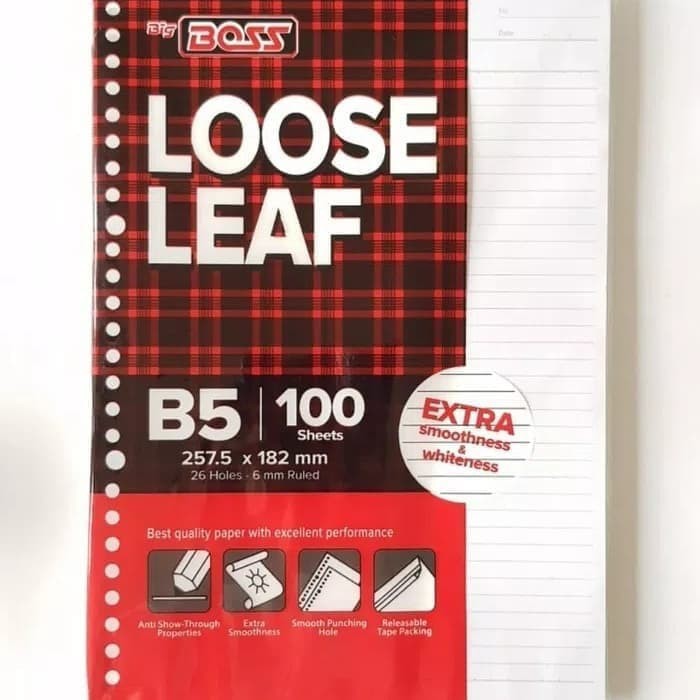 Big BOSS
No.
Date
LOOSE
LEAF
B5 | 100
Sheets
257.5 x 182 mm
26 Holes - 6 mm Ruled
EXTRA
smoothness
&
whiteness
Best quality paper with excellent performance
Anti Show-Through
Properties
Extra
Smoothness
Smooth Punching
Hole
Releasable
Tape Packing